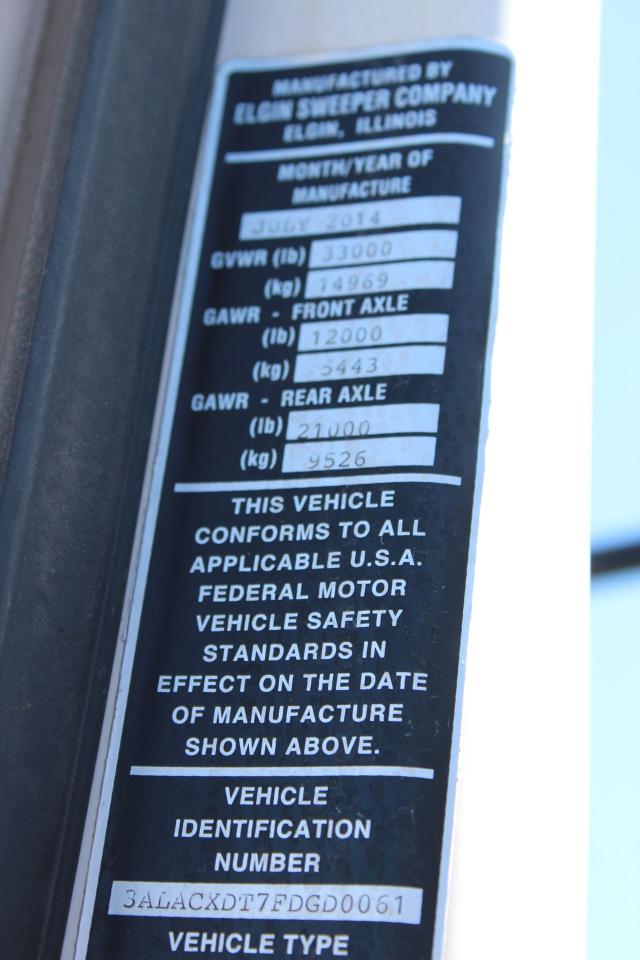 MANUFACTURED BY
ELGIN SWEEPER COMPANY
ELGIN, ILLINOIS
MONTH/YEAR OF
MANUFACTURE
JULY 2014
GVWR (lb) 33000
(kg) 14969
GAWR - FRONT AXLE
(lb) 12000
(kg) 5443
GAWR - REAR AXLE
(lb) 21000
(kg) 9526
THIS VEHICLE
CONFORMS TO ALL
APPLICABLE U.S.A.
FEDERAL MOTOR
VEHICLE SAFETY
STANDARDS IN
EFFECT ON THE DATE
OF MANUFACTURE
SHOWN ABOVE.
VEHICLE
IDENTIFICATION
NUMBER
3ALACXDT7FDGD0061
VEHICLE TYPE